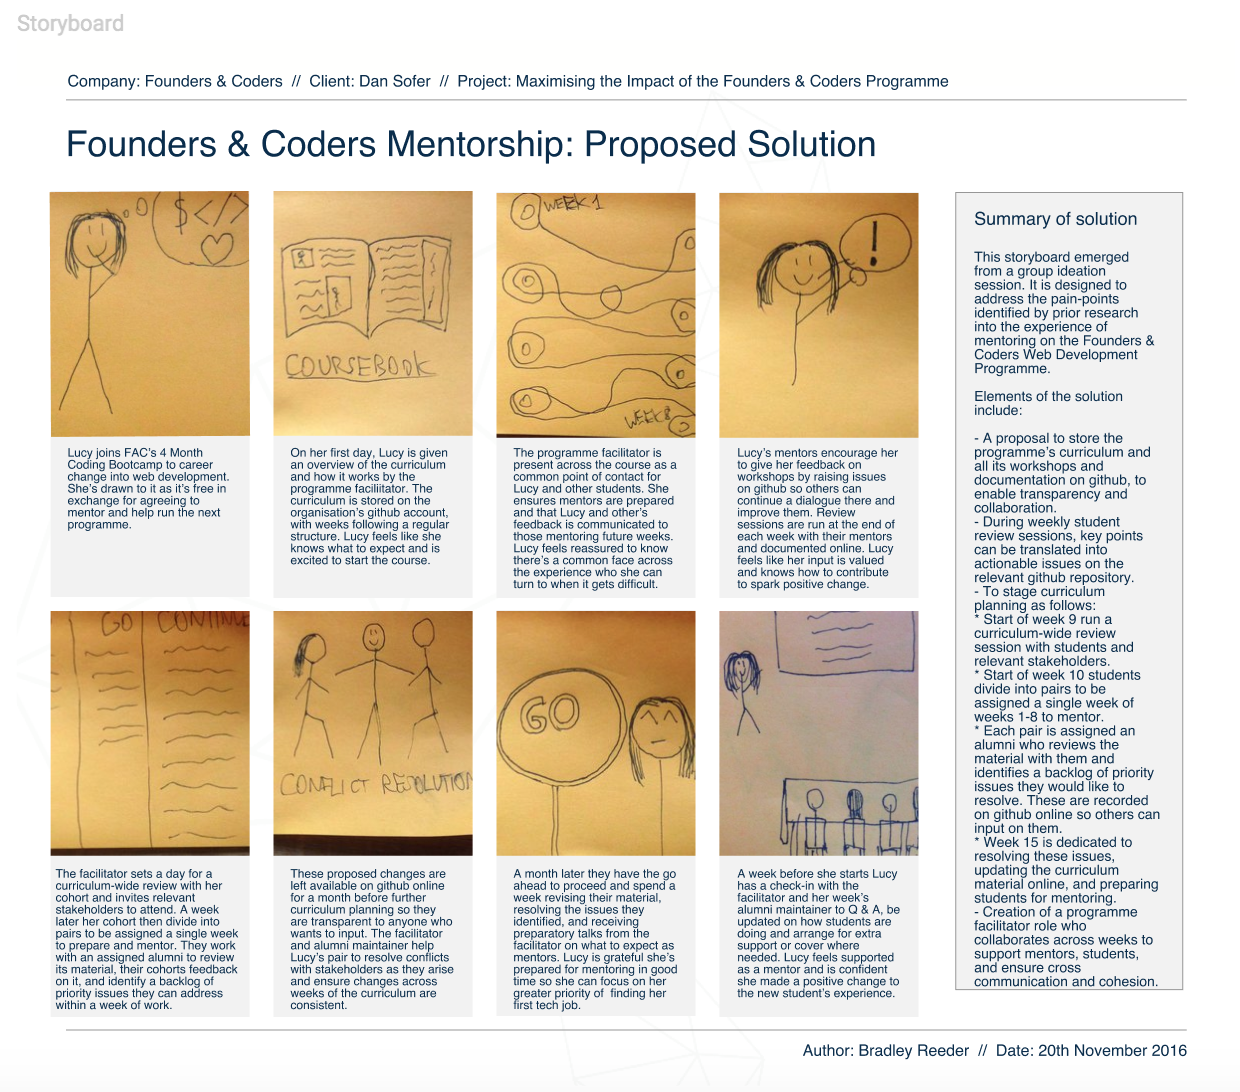 Storyboard
Company: Founders & Coders // Client: Dan Sofer // Project: Maximising the Impact of the Founders & Coders Programme
Founders & Coders Mentorship: Proposed Solution
$ </>
Lucy joins FAC's 4 Month
Coding Bootcamp to career
change into web development.
She's drawn to it as it's free in
exchange for agreeing to
mentor and help run the next
programme.
COURSEBOOK
On her first day, Lucy is given
an overview of the curriculum
and how it works by the
programme faciliitator. The
curriculum is stored on the
organisation's github account,
with weeks following a regular
structure. Lucy feels like she
knows what to expect and is
excited to start the course.
WEEK 1
WEEK 8
The programme facilitator is
present across the course as a
common point of contact for
Lucy and other students. She
ensures mentors are prepared
and that Lucy and other's
feedback is communicated to
those mentoring future weeks.
Lucy feels reassured to know
there's a common face across
the experience who she can
turn to when it gets difficult.
!
Lucy's mentors encourage her
to give her feedback on
workshops by raising issues
on github so others can
continue a dialogue there and
improve them. Review
sessions are run at the end of
each week with their mentors
and documented online. Lucy
feels like her input is valued
and knows how to contribute
to spark positive change.
GO CONTINUE
The facilitator sets a day for a
curriculum-wide review with her
cohort and invites relevant
stakeholders to attend. A week
later her cohort then divide into
pairs to be assigned a single week
to prepare and mentor. They work
with an assigned alumni to review
its material, their cohorts feedback
on it, and identify a backlog of
priority issues they can address
within a week of work.
CONFLICT RESOLUTION
These proposed changes are
left available on github online
for a month before further
curriculum planning so they
are transparent to anyone who
wants to input. The facilitator
and alumni maintainer help
Lucy's pair to resolve conflicts
with stakeholders as they arise
and ensure changes across
weeks of the curriculum are
consistent.
GO
A month later they have the go
ahead to proceed and spend a
week revising their material,
resolving the issues they
identified, and receiving
preparatory talks from the
facilitator on what to expect as
mentors. Lucy is grateful she's
prepared for mentoring in good
time so she can focus on her
greater priority of finding her
first tech job.
A week before she starts Lucy
has a check-in with the
facilitator and her week's
alumni maintainer to Q & A, be
updated on how students are
doing and arrange for extra
support or cover where
needed. Lucy feels supported
as a mentor and is confident
she made a positive change to
the new student's experience.
Summary of solution
This storyboard emerged
from a group ideation
session. It is designed to
address the pain-points
identified by prior research
into the experience of
mentoring on the Founders &
Coders Web Development
Programme.
Elements of the solution
include:
- A proposal to store the
programme's curriculum and
all its workshops and
documentation on github, to
enable transparency and
collaboration.
- During weekly student
review sessions, key points
can be translated into
actionable issues on the
relevant github repository.
- To stage curriculum
planning as follows:
* Start of week 9 run a
curriculum-wide review
session with students and
relevant stakeholders.
* Start of week 10 students
divide into pairs to be
assigned a single week of
weeks 1-8 to mentor.
* Each pair is assigned an
alumni who reviews the
material with them and
identifies a backlog of priority
issues they would like to
resolve. These are recorded
on github online so others can
input on them.
* Week 15 is dedicated to
resolving these issues,
updating the curriculum
material online, and preparing
students for mentoring.
- Creation of a programme
facilitator role who
collaborates across weeks to
support mentors, students,
and ensure cross
communication and cohesion.
Author: Bradley Reeder // Date: 20th November 2016